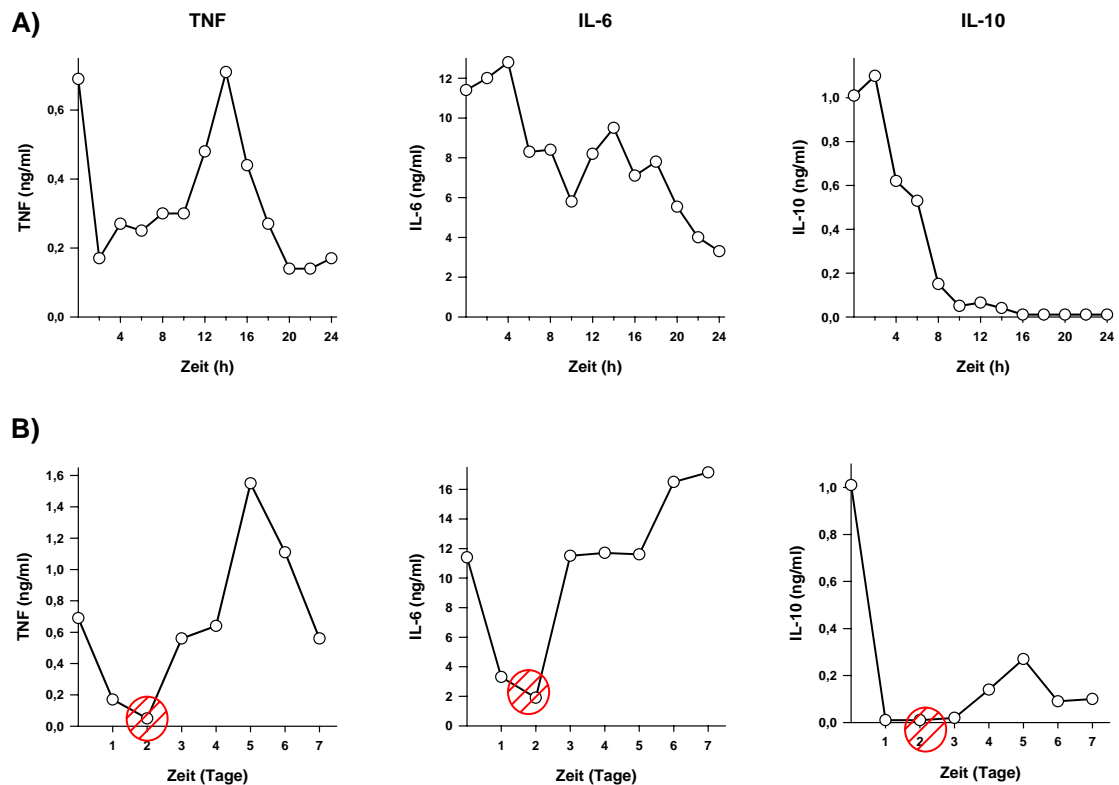 A)
TNF
IL-6
IL-10
TNF (ng/ml)
0,6
0,4
0,2
0,0
4 8 12 16 20 24
Zeit (h)
IL-6 (ng/ml)
12
10
8
6
4
2
0
4 8 12 16 20 24
Zeit (h)
IL-10 (ng/ml)
1,0
0,8
0,6
0,4
0,2
0,0
4 8 12 16 20 24
Zeit (h)
B)
TNF (ng/ml)
1,6
1,4
1,2
1,0
0,8
0,6
0,4
0,2
0,0
1 2 3 4 5 6 7
Zeit (Tage)
IL-6 (ng/ml)
16
14
12
10
8
6
4
2
0
1 2 3 4 5 6 7
Zeit (Tage)
IL-10 (ng/ml)
1,0
0,8
0,6
0,4
0,2
0,0
1 2 3 4 5 6 7
Zeit (Tage)